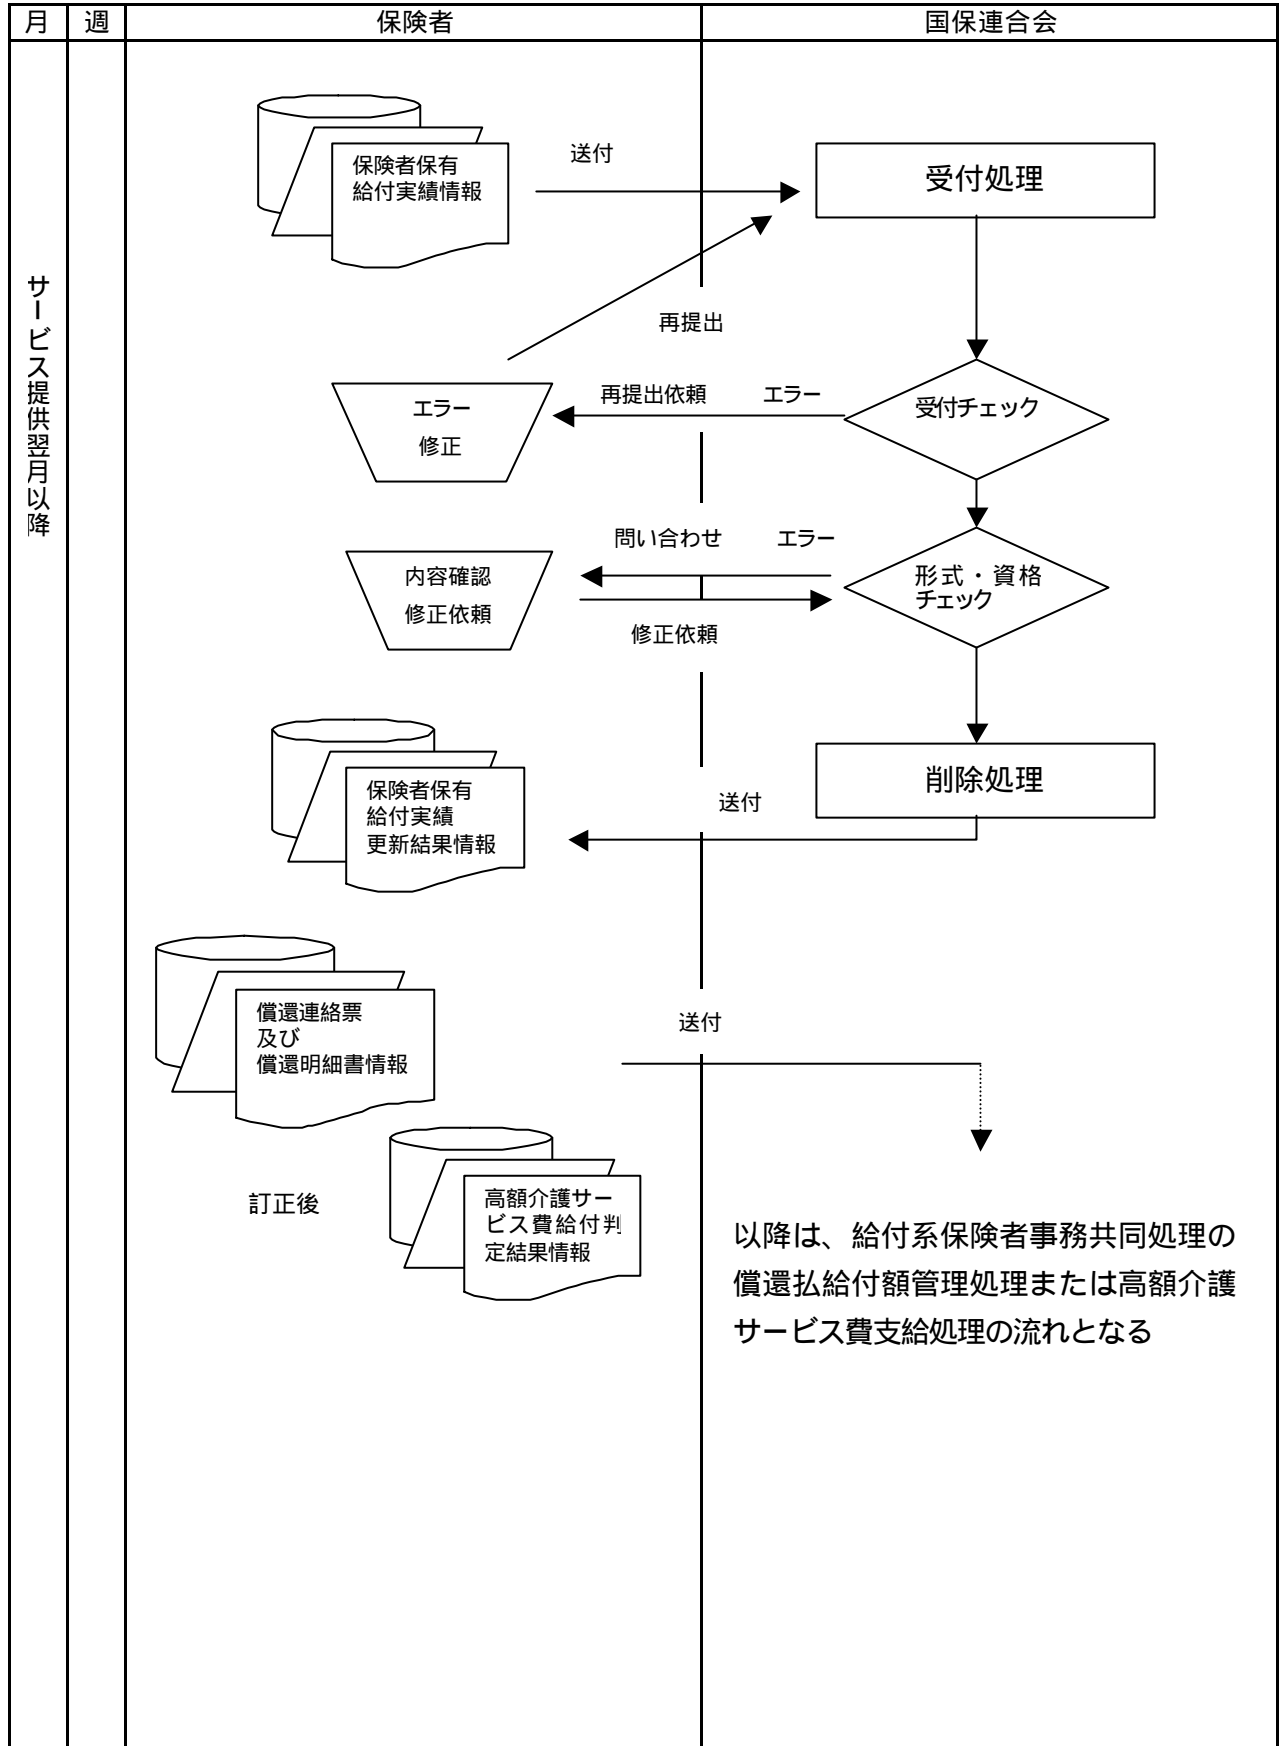 月
週
保険者
国保連合会
サービス提供翌月以降
保険者保有
給付実績情報
送付
受付処理
再提出
エラー
修正
再提出依頼
エラー
受付チェック
問い合わせ
エラー
内容確認
修正依頼
形式・資格
チェック
修正依頼
削除処理
送付
保険者保有
給付実績
更新結果情報
償還連絡票
及び
償還明細書情報
送付
訂正後
高額介護サー
ビス費給付判
定結果情報
以降は、給付系保険者事務共同処理の
償還払給付額管理処理または高額介護
サービス費支給処理の流れとなる